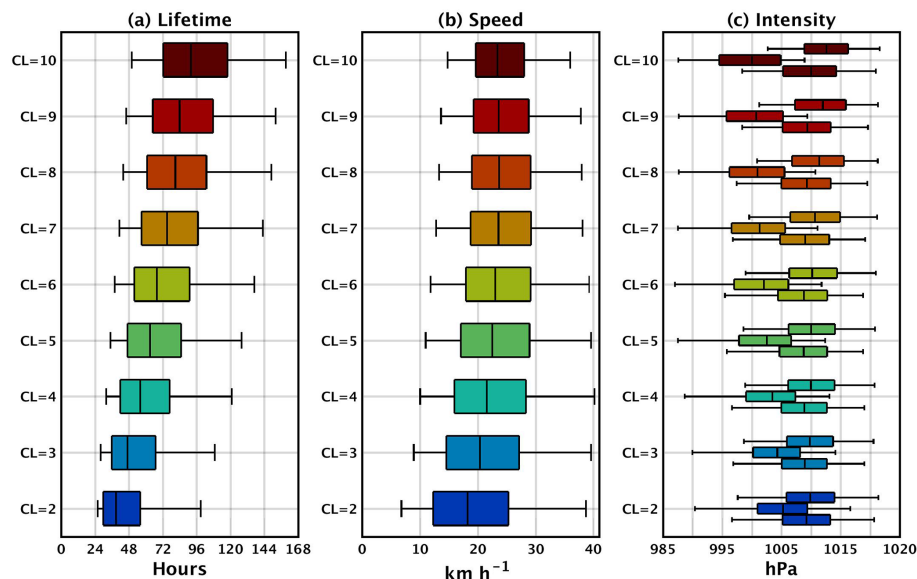 (a) Lifetime
(b) Speed
(c) Intensity
CL=10
CL=9
CL=8
CL=7
CL=6
CL=5
CL=4
CL=3
CL=2
0 24 48 72 96 120 144 168
Hours
CL=10
CL=9
CL=8
CL=7
CL=6
CL=5
CL=4
CL=3
CL=2
0 10 20 30 40
km h⁻¹
CL=10
CL=9
CL=8
CL=7
CL=6
CL=5
CL=4
CL=3
CL=2
985 995 1005 1015 1020
hPa